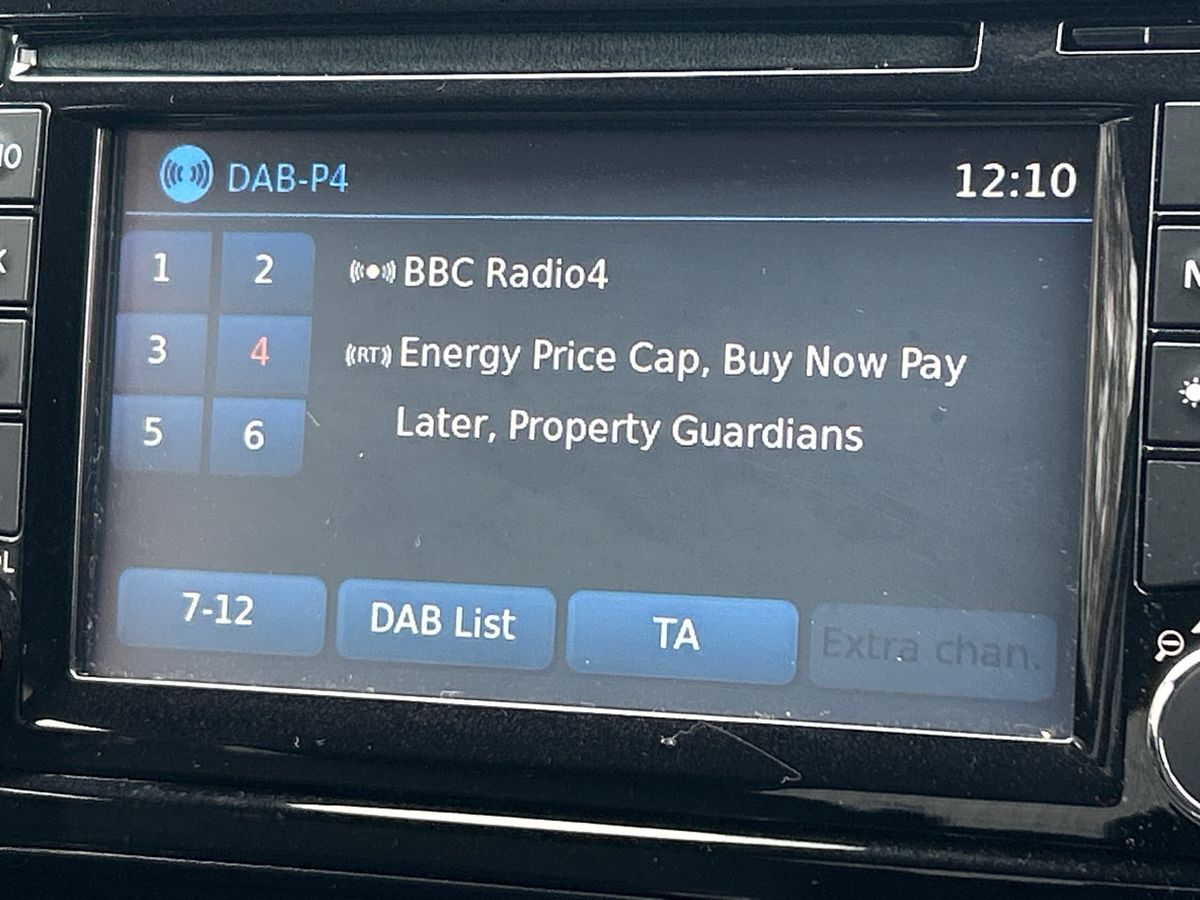 DAB-P4 12:10
1 2 BBC Radio4
3 4 RT Energy Price Cap, Buy Now Pay
Later, Property Guardians
5 6
7-12 DAB List TA Extra chan.